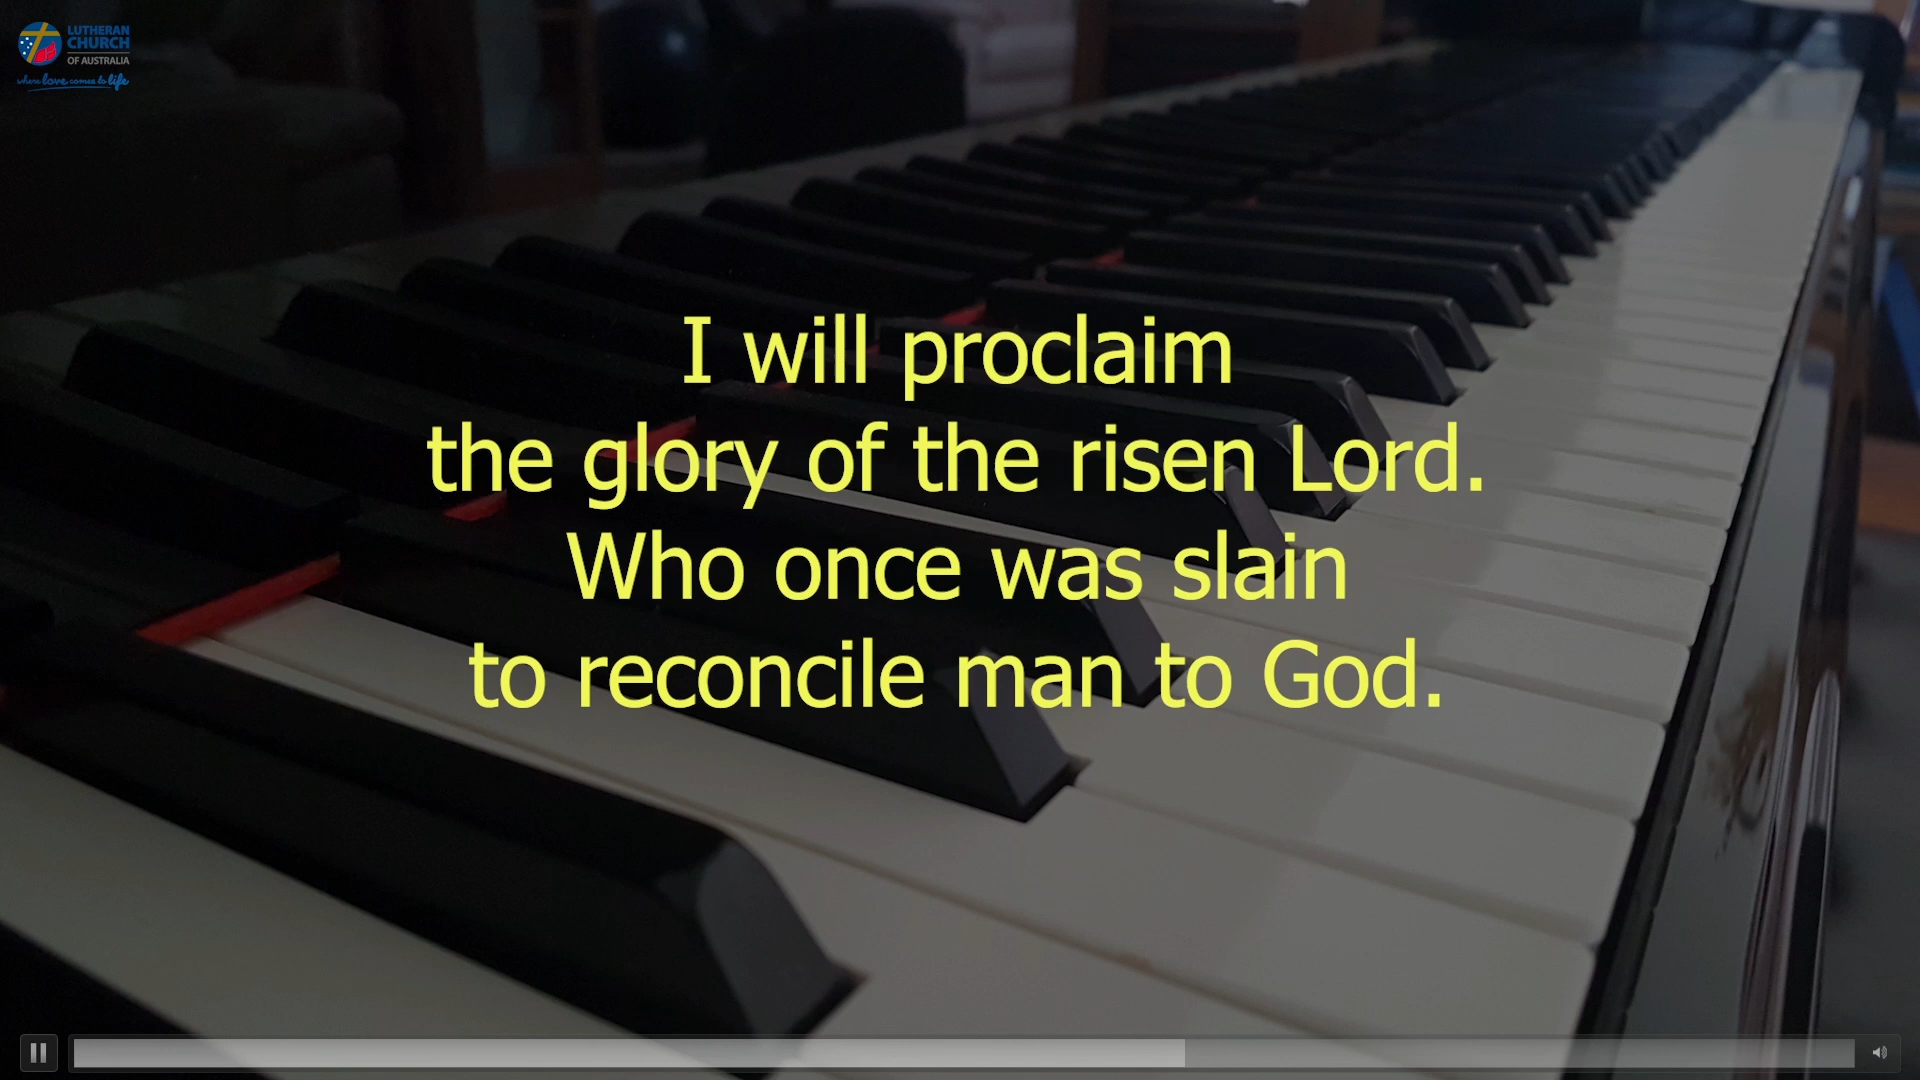 LUTHERAN
CHURCH
OF AUSTRALIA
where love comes to life
I will proclaim
the glory of the risen Lord.
Who once was slain
to reconcile man to God.